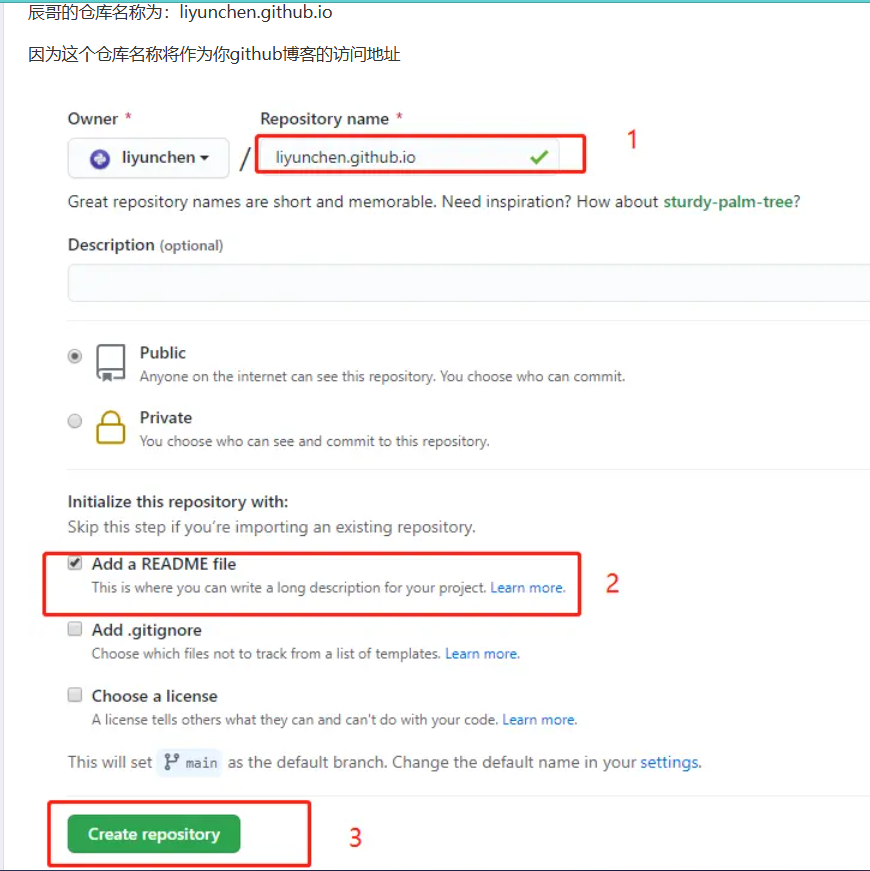 辰哥的仓库名称为：liyunchen.github.io
因为这个仓库名称将作为你github博客的访问地址
Owner * Repository name *
liyunchen / liyunchen.github.io 1
Great repository names are short and memorable. Need inspiration? How about sturdy-palm-tree?
Description (optional)
Public
Anyone on the internet can see this repository. You choose who can commit.
Private
You choose who can see and commit to this repository.
Initialize this repository with:
Skip this step if you're importing an existing repository.
Add a README file
This is where you can write a long description for your project. Learn more. 2
Add .gitignore
Choose which files not to track from a list of templates. Learn more.
Choose a license
A license tells others what they can and can't do with your code. Learn more.
This will set main as the default branch. Change the default name in your settings.
Create repository 3